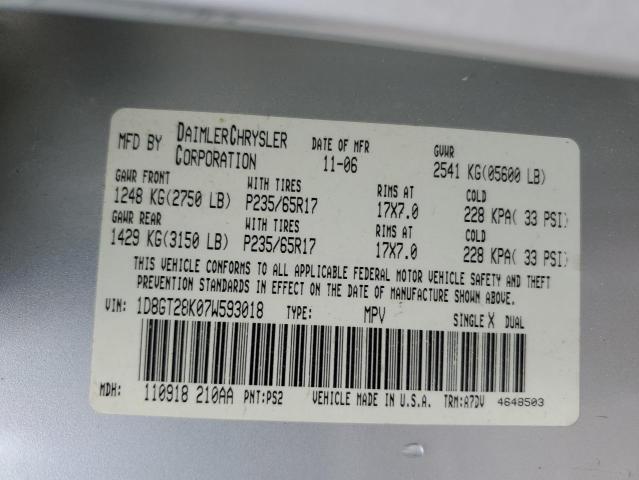 MFD BY DAIMLERCHRYSLER CORPORATION DATE OF MFR 11-06 GVWR 2541 KG(05600 LB)
GAWR FRONT WITH TIRES RIMS AT COLD
1248 KG(2750 LB) P235/65R17 17X7.0 228 KPA( 33 PSI)
GAWR REAR WITH TIRES RIMS AT COLD
1429 KG(3150 LB) P235/65R17 17X7.0 228 KPA( 33 PSI)
THIS VEHICLE CONFORMS TO ALL APPLICABLE FEDERAL MOTOR VEHICLE SAFETY AND THEFT
PREVENTION STANDARDS IN EFFECT ON THE DATE OF MANUFACTURE SHOWN ABOVE.
VIN: 1D8GT28K07W593018 TYPE: MPV SINGLE X DUAL
MDH: 110918 210AA PNT:PS2 VEHICLE MADE IN U.S.A. TRM:A7DV 4648503